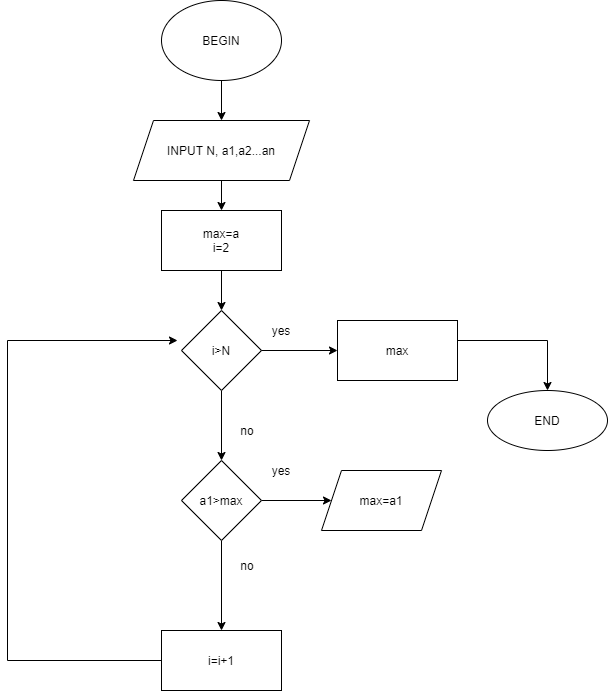 BEGIN
INPUT N, a1,a2...an
max=a
i=2
yes
i>N
max
END
no
yes
a1>max
max=a1
no
i=i+1